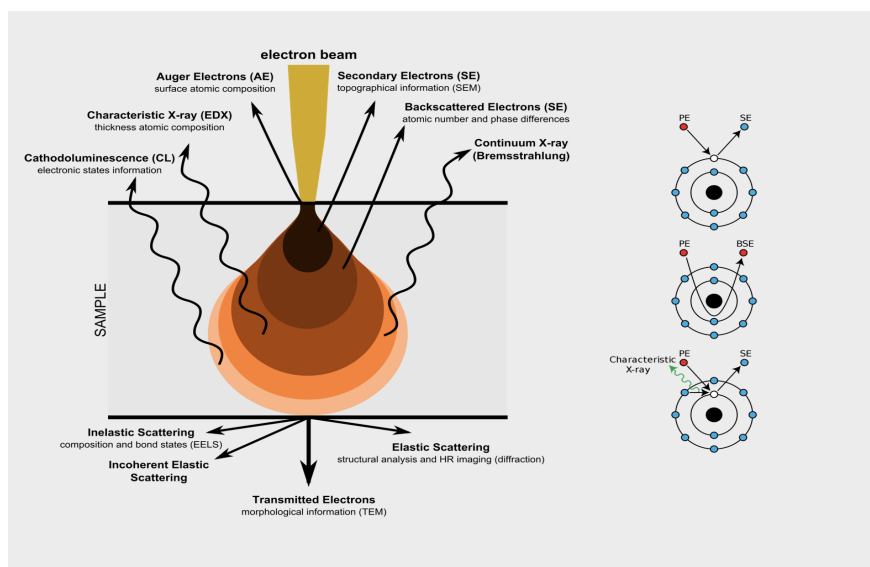 electron beam
Auger Electrons (AE)
surface atomic composition
Secondary Electrons (SE)
topographical information (SEM)
Characteristic X-ray (EDX)
thickness atomic composition
Backscattered Electrons (SE)
atomic number and phase differences
Cathodoluminescence (CL)
electronic states information
Continuum X-ray
(Bremsstrahlung)
SAMPLE
Inelastic Scattering
composition and bond states (EELS)
Incoherent Elastic
Scattering
Elastic Scattering
structural analysis and HR imaging (diffraction)
Transmitted Electrons
morphological information (TEM)
PE
SE
PE
BSE
Characteristic
X-ray
PE
SE